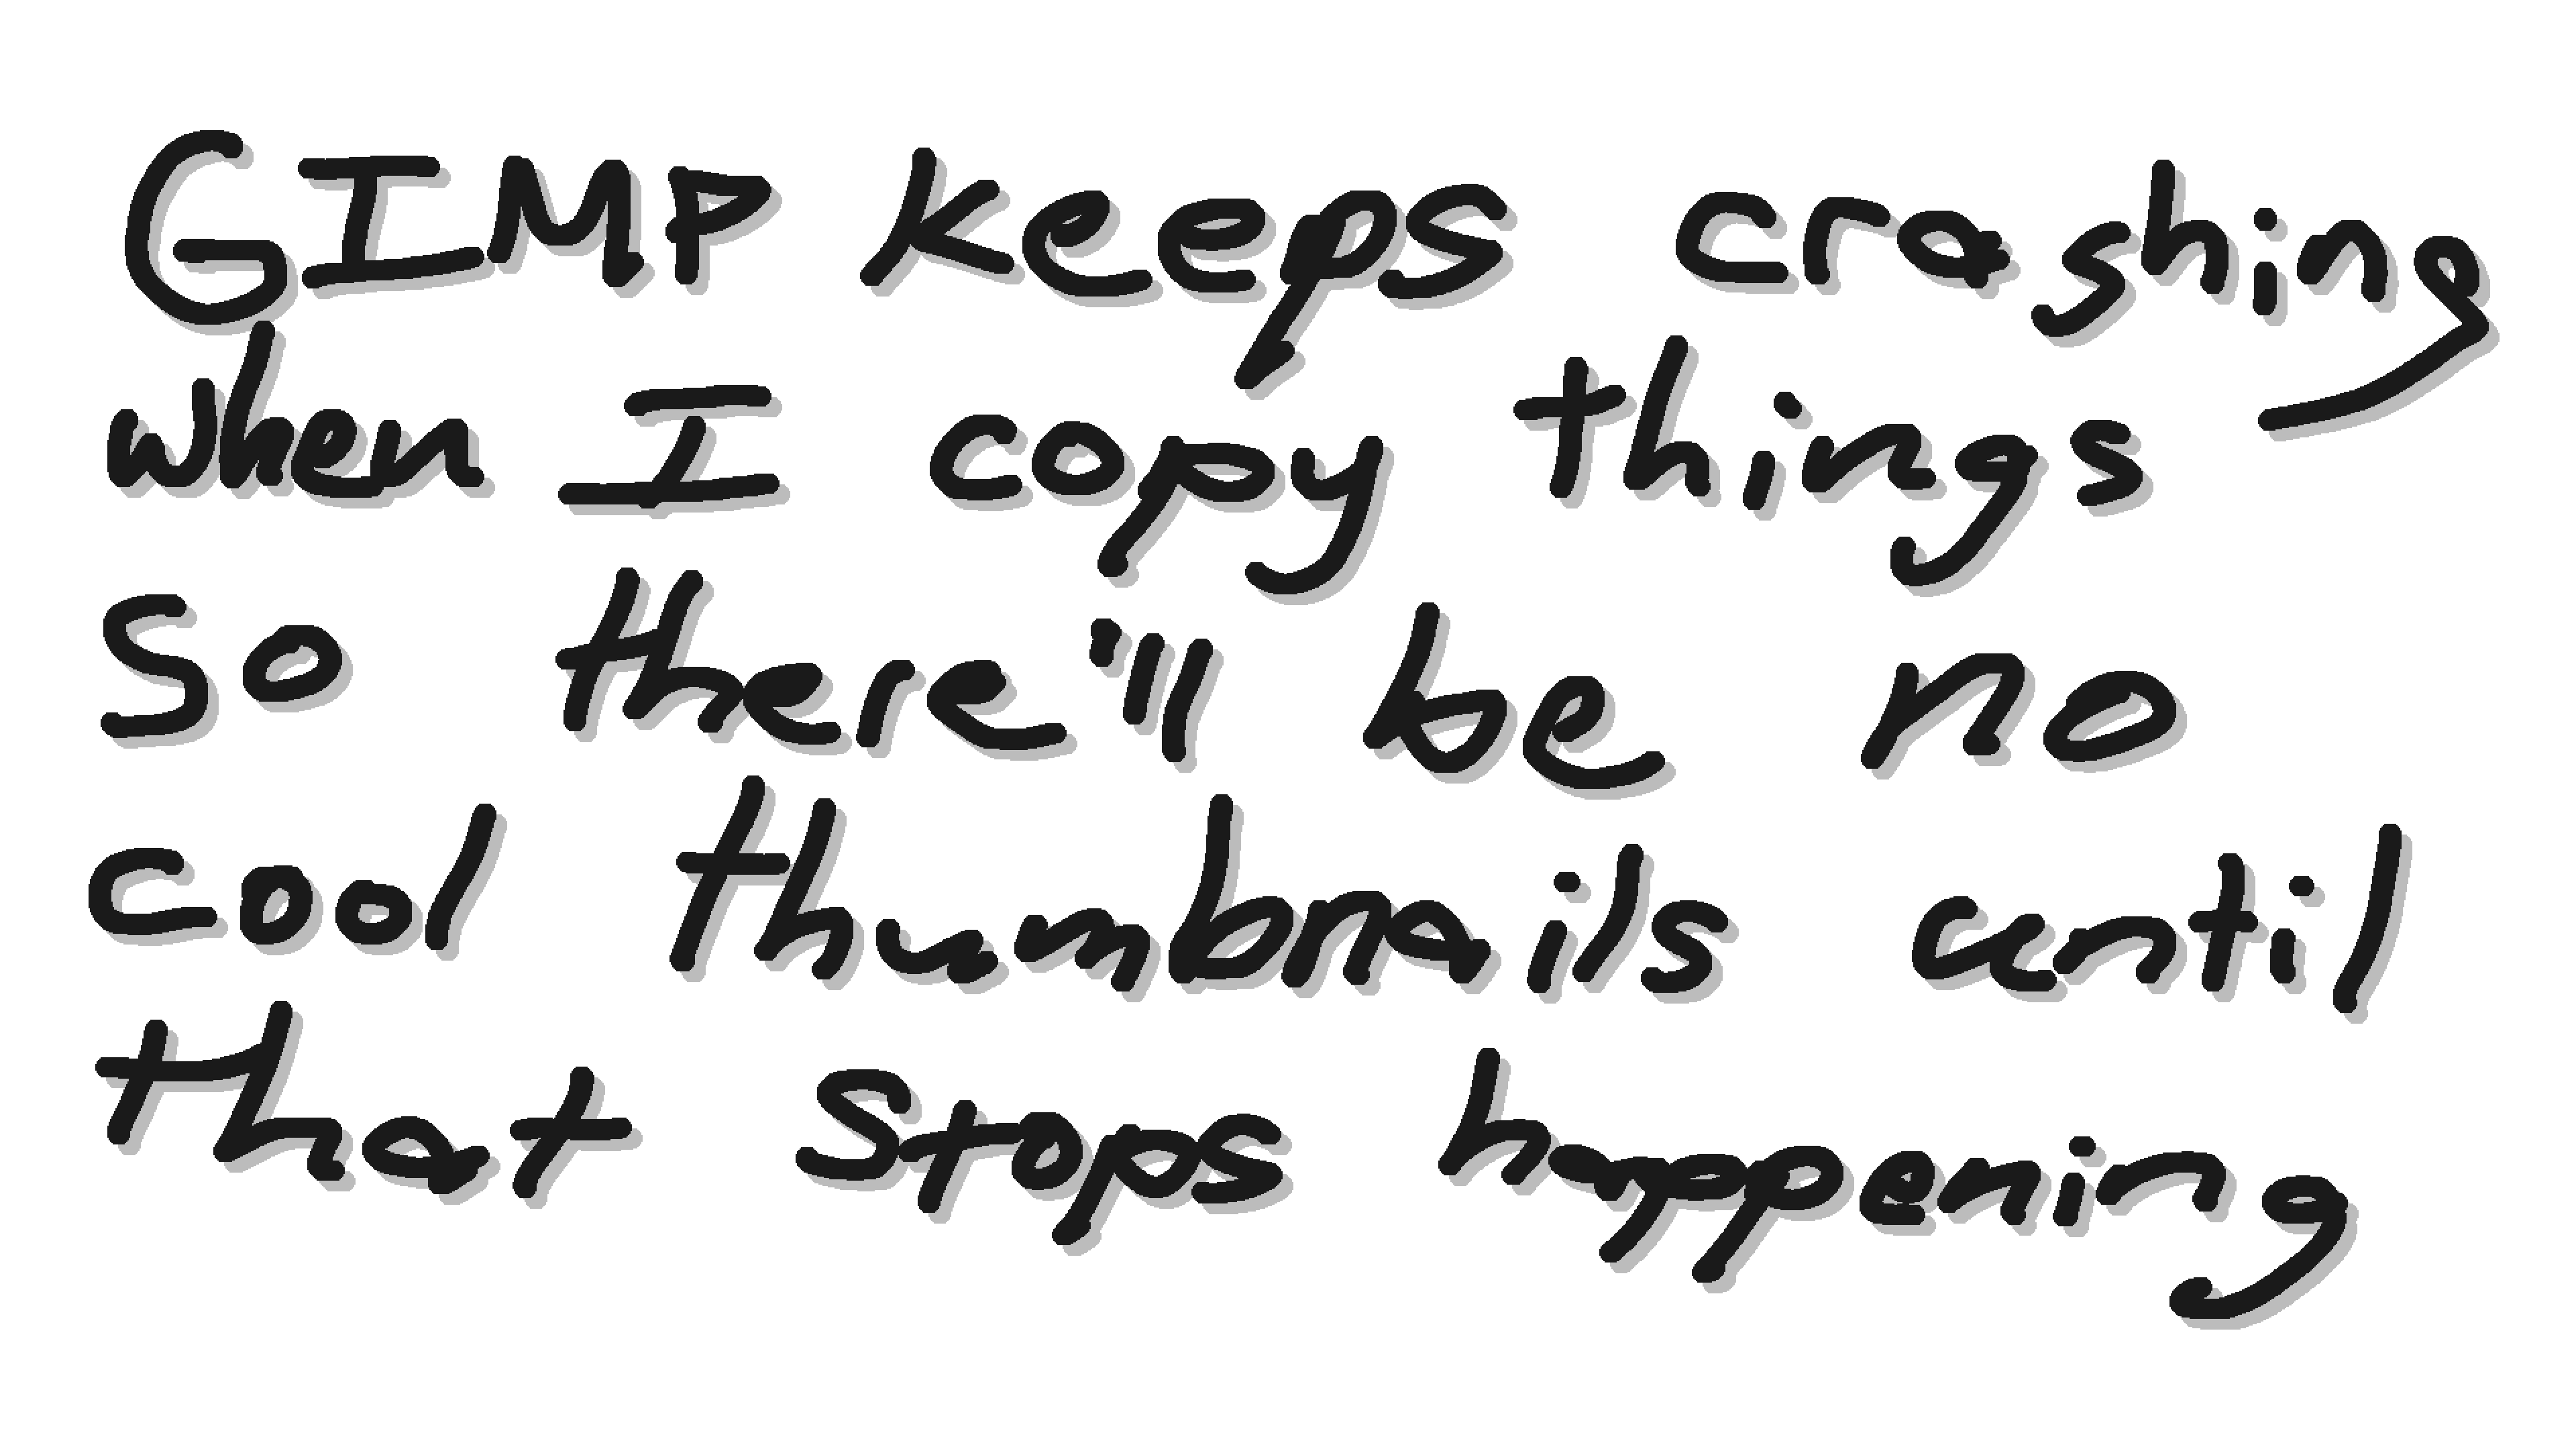 GIMP keeps crashing
when I copy things
So there'll be no
cool thumbnails until
that stops happening